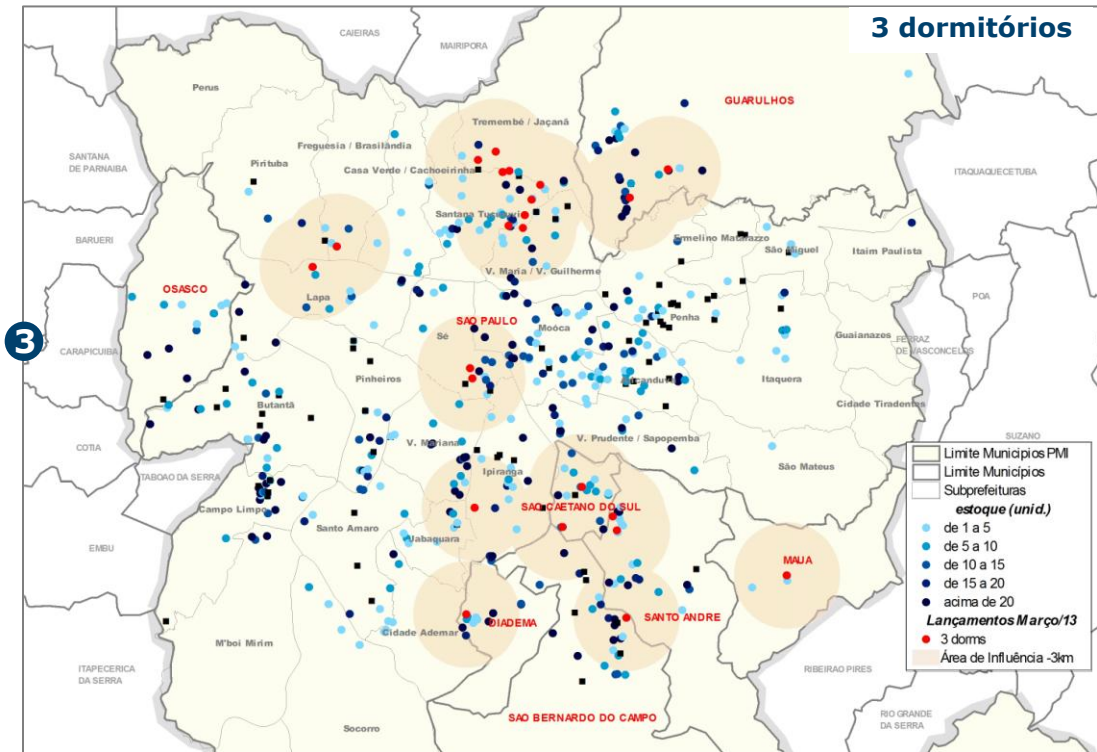 3 dormitórios
CAIEIRAS
MAIRIPORA
Perus
GUARULHOS
Tremembé / Jaçanã
Freguesia / Brasilândia
SANTANA
DE PARNAIBA
Pirituba
Casa Verde / Cachoeirinha
ITAQUAQUECETUBA
Santana Tucuruvi
BARUERI
Ermelino Matarazzo
São Miguel
Itaim Paulista
V. Maria / V. Guilherme
OSASCO
Lapa
POA
SAO PAULO
Penha
Moóca
Sé
3
CARAPICUIBA
Guaianazes
FERRAZ
DE VASCONCELOS
Pinheiros
Aricanduva
Itaquera
Butantã
Cidade Tiradentes
COTIA
V. Mariana
V. Prudente / Sapopemba
SUZANO
Ipiranga
São Mateus
TABOAO DA SERRA
Campo Limpo
SAO CAETANO DO SUL
Santo Amaro
Jabaquara
EMBU
MAUA
DIADEMA
SANTO ANDRE
Cidade Ademar
M'boi Mirim
ITAPECERICA
DA SERRA
RIBEIRAO PIRES
SAO BERNARDO DO CAMPO
RIO GRANDE
DA SERRA
Socorro
Limite Municipios PMI
Limite Municípios
Subprefeituras
estoque (unid.)
de 1 a 5
de 5 a 10
de 10 a 15
de 15 a 20
acima de 20
Lançamentos Março/13
3 dorms
Área de Influência -3km